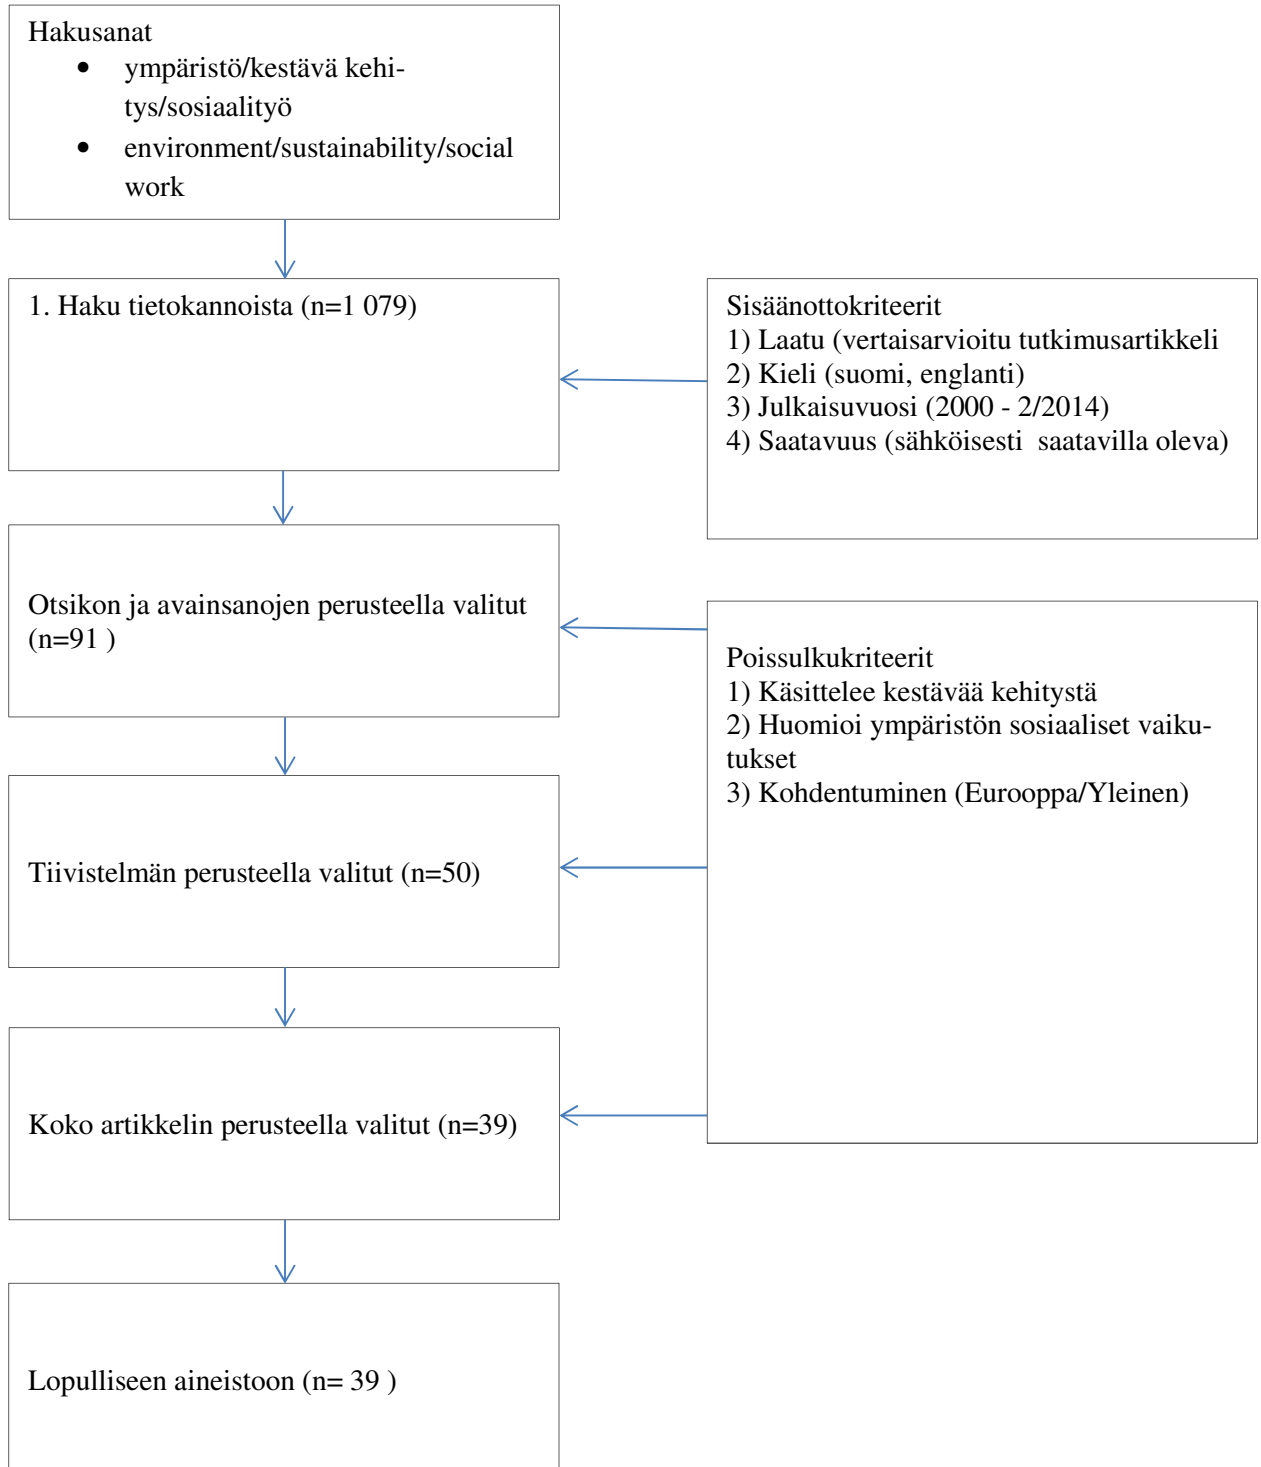 Hakusanat
• ympäristö/kestävä kehi-
tys/sosiaalityö
• environment/sustainability/social
work
1. Haku tietokannoista (n=1 079)
Sisäänottokriteerit
1) Laatu (vertaisarvioitu tutkimusartikkeli
2) Kieli (suomi, englanti)
3) Julkaisuvuosi (2000 - 2/2014)
4) Saatavuus (sähköisesti saatavilla oleva)
Otsikon ja avainsanojen perusteella valitut
(n=91 )
Poissulkukriteerit
1) Käsittelee kestävää kehitystä
2) Huomioi ympäristön sosiaaliset vaiku-
tukset
3) Kohdentuminen (Eurooppa/Yleinen)
Tiivistelmän perusteella valitut (n=50)
Koko artikkelin perusteella valitut (n=39)
Lopulliseen aineistoon (n= 39 )